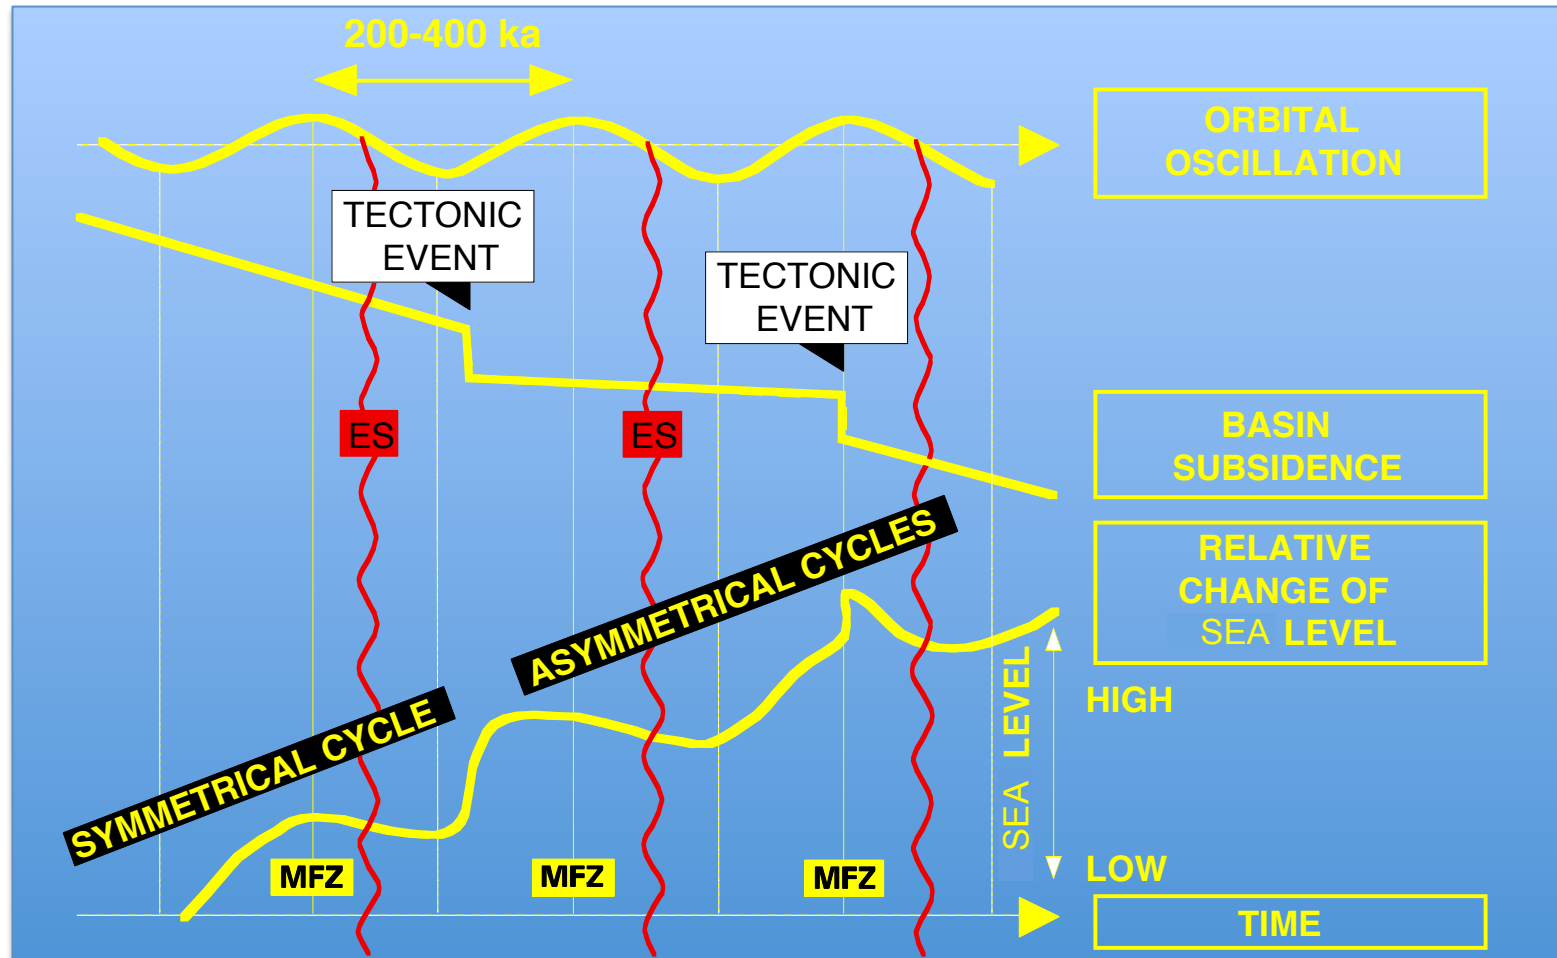 200-400 ka
ORBITAL
OSCILLATION
TECTONIC
EVENT
TECTONIC
EVENT
ES
ES
BASIN
SUBSIDENCE
ASYMMETRICAL CYCLES
RELATIVE
CHANGE OF
SEA LEVEL
SYMMETRICAL CYCLE
SEA LEVEL
HIGH
LOW
MFZ
MFZ
MFZ
TIME